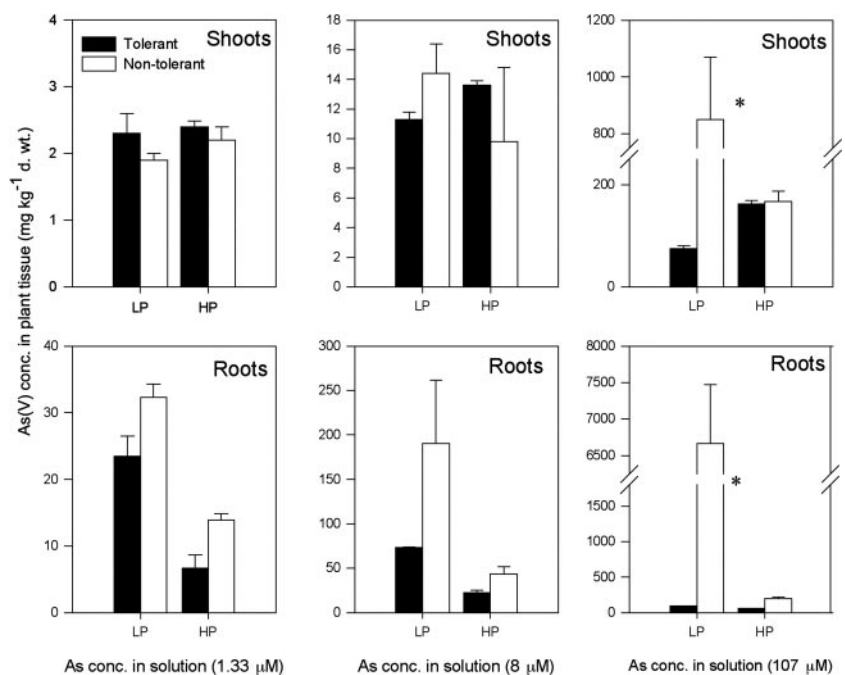 As(V) conc. in plant tissue (mg kg⁻¹ d. wt.)
4
3
2
1
0
Tolerant
Non-tolerant
Shoots
LP HP
18
16
14
12
10
8
6
4
2
0
Shoots
LP HP
1200
1000
800
200
0
Shoots
*
LP HP
40
30
20
10
0
Roots
LP HP
As conc. in solution (1.33 µM)
300
250
200
150
100
50
0
Roots
LP HP
As conc. in solution (8 µM)
8000
7500
7000
6500
1500
1000
500
0
Roots
*
LP HP
As conc. in solution (107 µM)